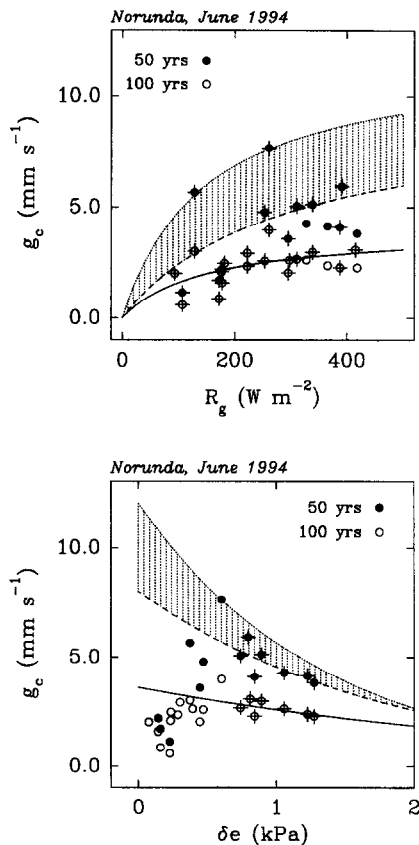 Norunda, June 1994
50 yrs
100 yrs
10.0
5.0
0.0
g_c (mm s⁻¹)
0
200
400
R_g (W m⁻²)
Norunda, June 1994
50 yrs
100 yrs
10.0
5.0
0.0
g_c (mm s⁻¹)
0
1
2
δe (kPa)